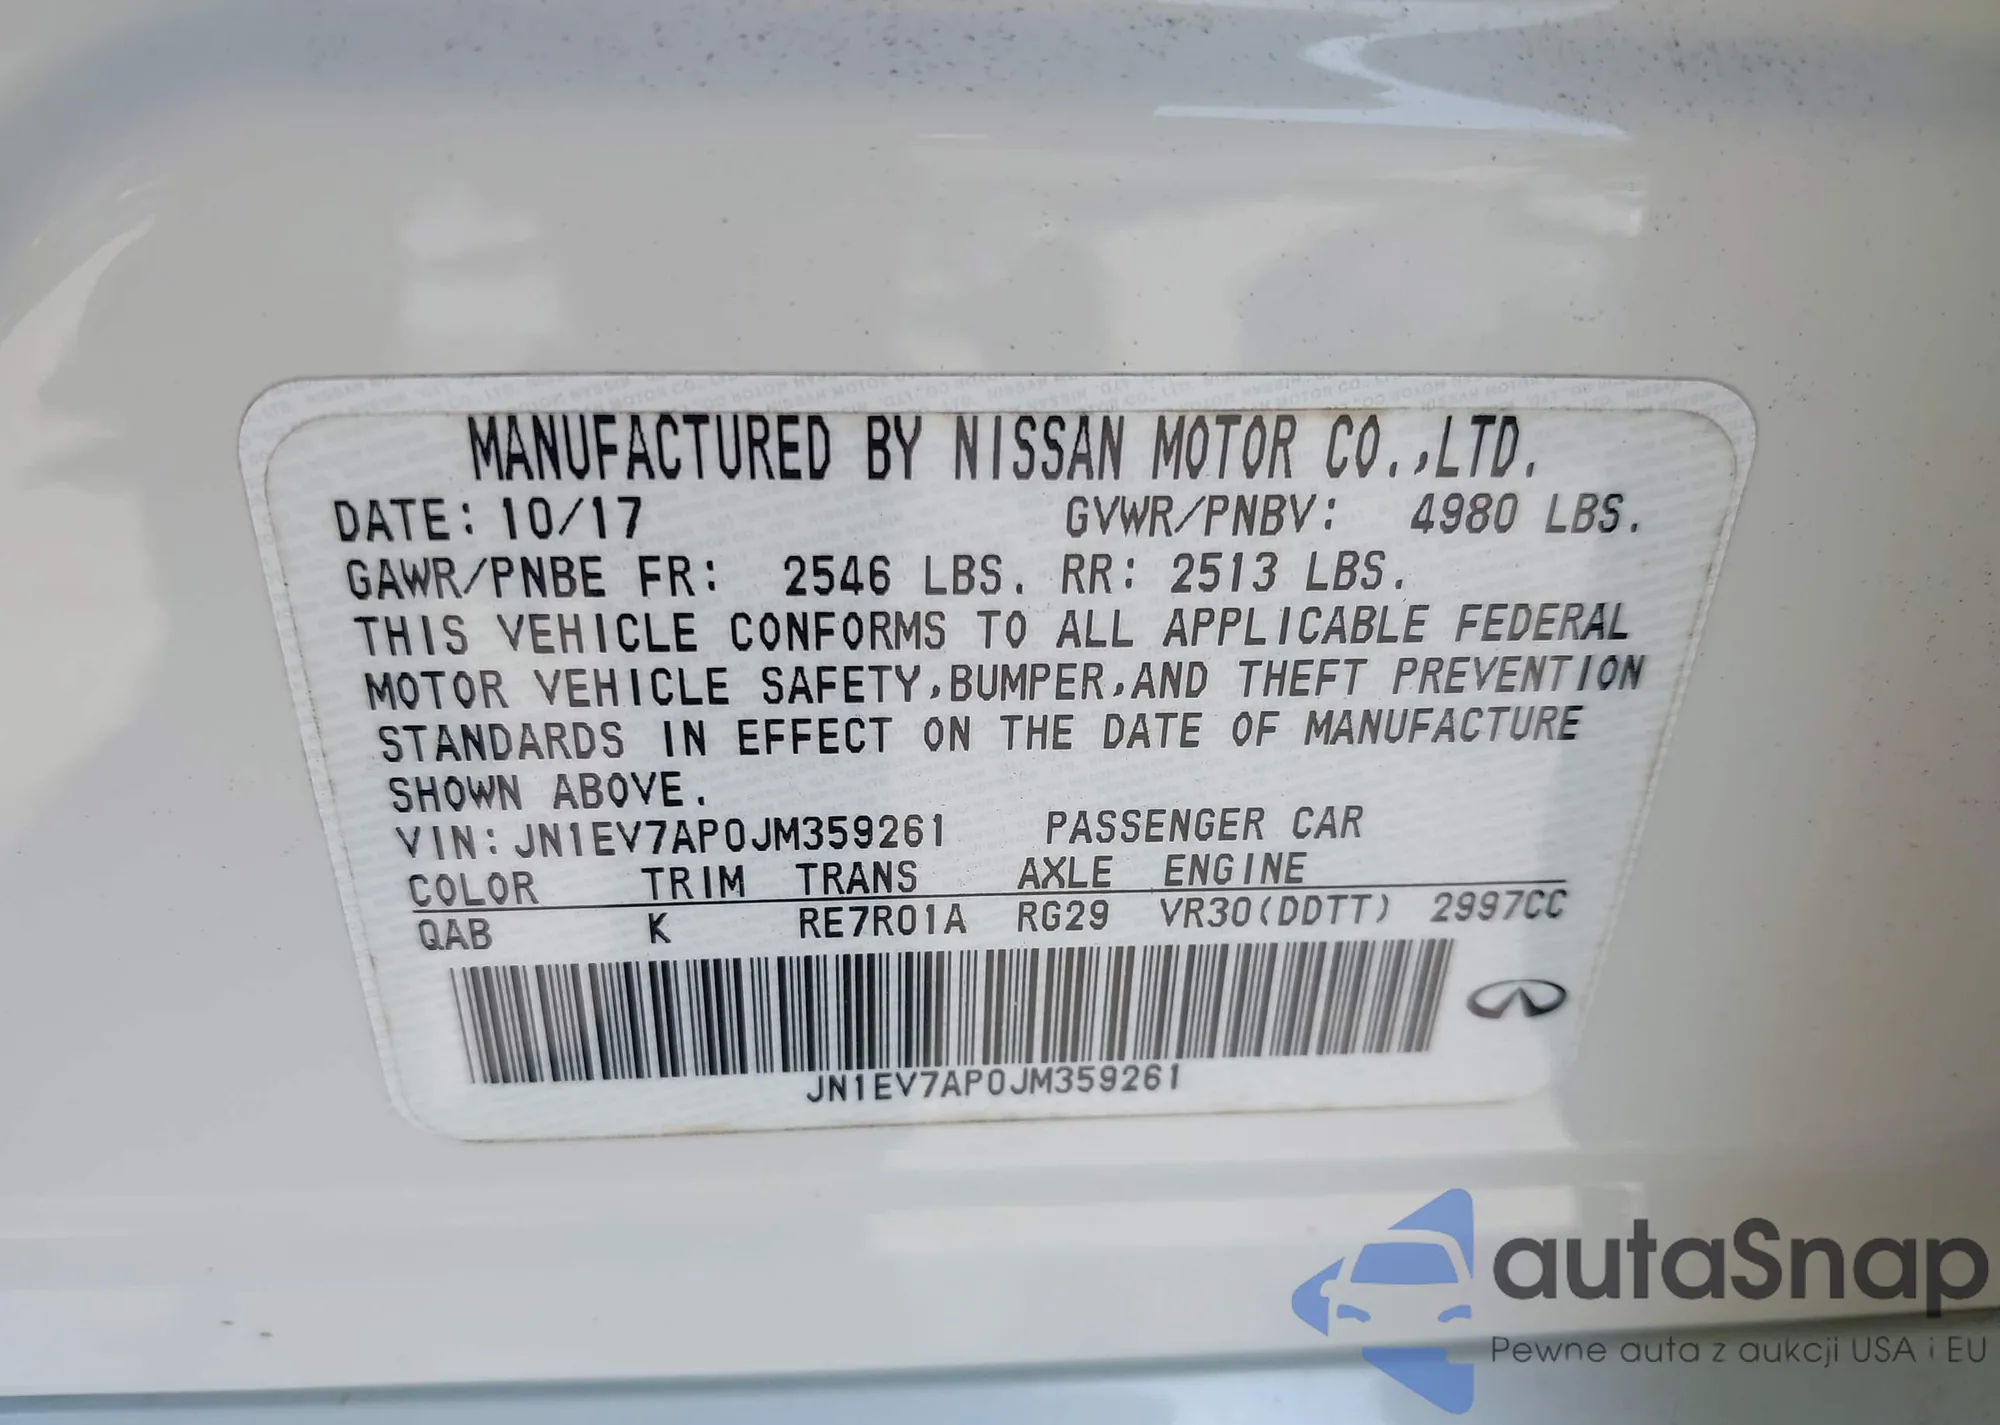 MANUFACTURED BY NISSAN MOTOR CO.,LTD.
DATE: 10/17 GVWR/PNBV: 4980 LBS.
GAWR/PNBE FR: 2546 LBS. RR: 2513 LBS.
THIS VEHICLE CONFORMS TO ALL APPLICABLE FEDERAL
MOTOR VEHICLE SAFETY,BUMPER,AND THEFT PREVENTION
STANDARDS IN EFFECT ON THE DATE OF MANUFACTURE
SHOWN ABOVE.
VIN:JN1EV7AP0JM359261 PASSENGER CAR
COLOR TRIM TRANS AXLE ENGINE
QAB K RE7R01A RG29 VR30(DDTT) 2997CC
JN1EV7AP0JM359261
autaSnap
Pewne auta z aukcji USA i EU